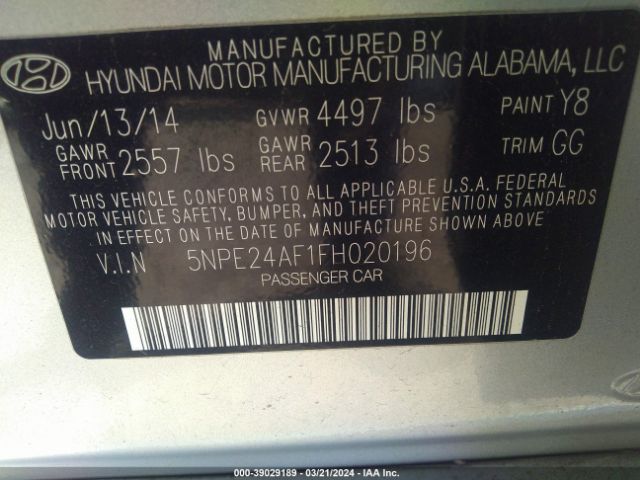 MANUFACTURED BY
HYUNDAI MOTOR MANUFACTURING ALABAMA, LLC
Jun/13/14 GVWR 4497 lbs PAINT Y8
GAWR FRONT 2557 lbs GAWR REAR 2513 lbs TRIM GG
THIS VEHICLE CONFORMS TO ALL APPLICABLE U.S.A. FEDERAL
MOTOR VEHICLE SAFETY, BUMPER, AND THEFT PREVENTION STANDARDS
IN EFFECT ON THE DATE OF MANUFACTURE SHOWN ABOVE.
V.I.N 5NPE24AF1FH020196
PASSENGER CAR
000-39029189 - 03/21/2024 - IAA Inc.